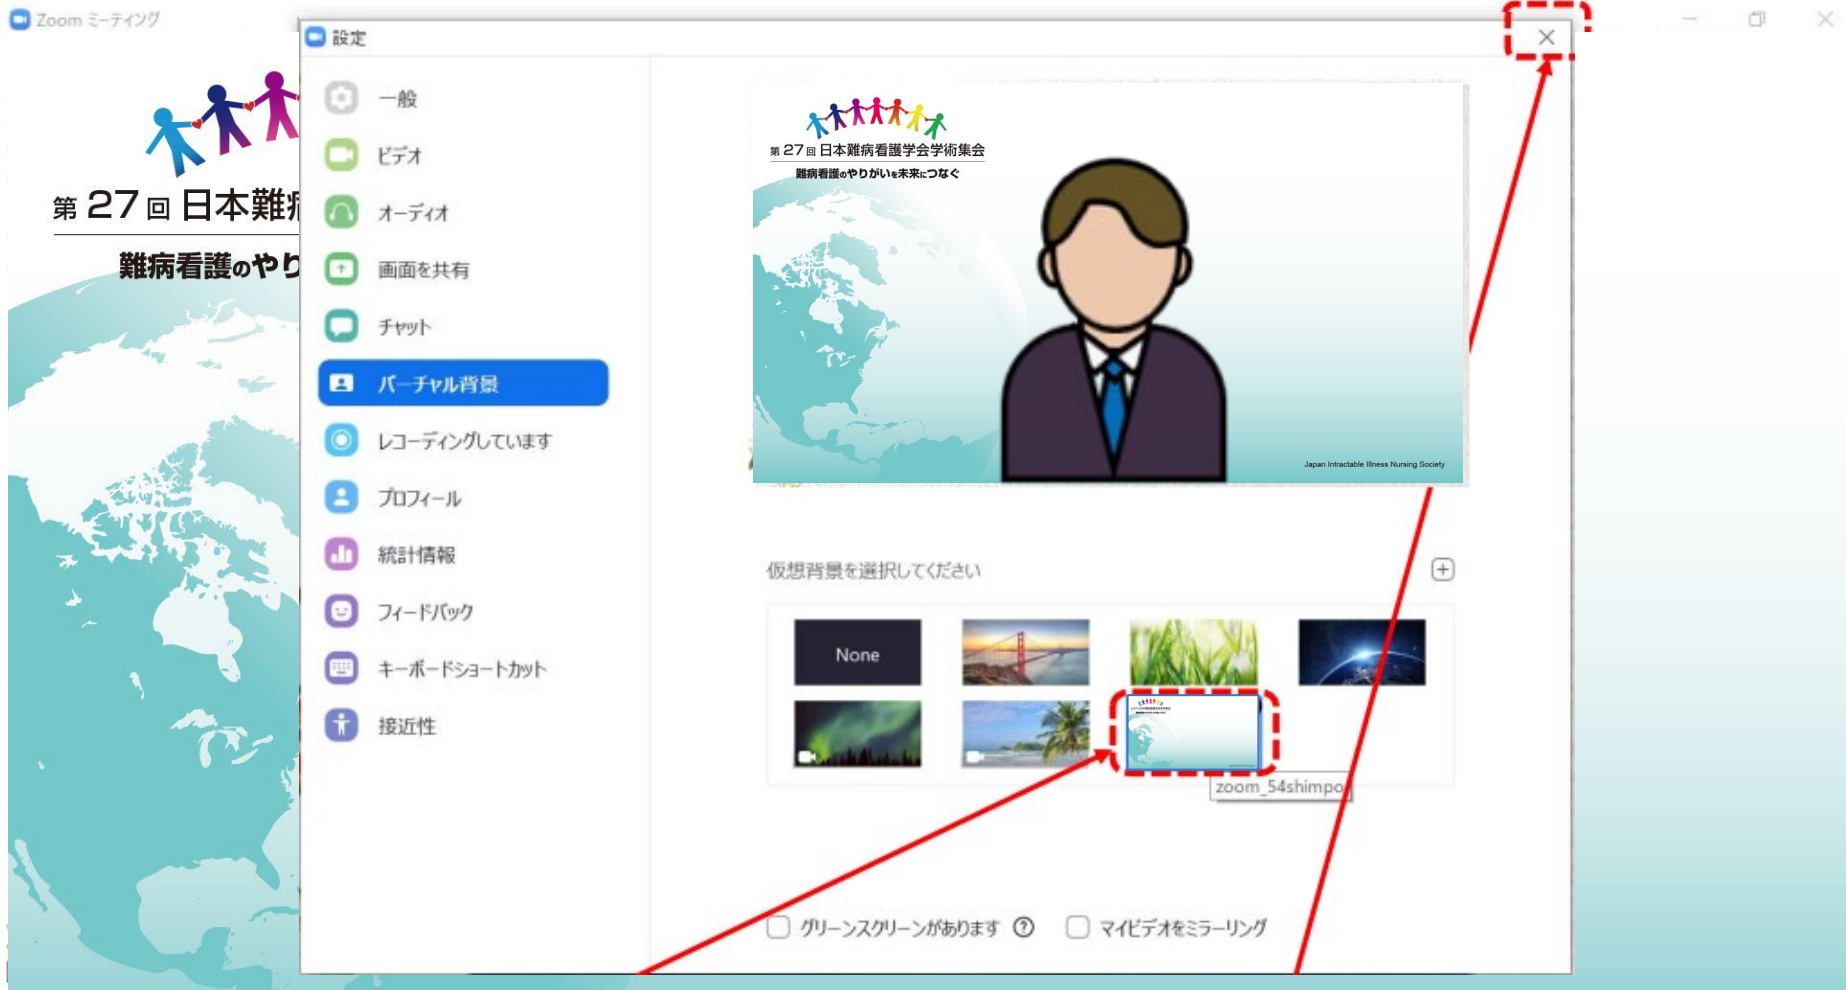 Zoom ミーティング
設定
第27回 日本難病
難病看護のやり
一般
ビデオ
オーディオ
画面を共有
チャット
バーチャル背景
レコーディングしています
プロフィール
統計情報
フィードバック
キーボードショートカット
接近性
第27回 日本難病看護学会学術集会
難病看護のやりがいを未来につなぐ
Japan Intractable Illness Nursing Society
仮想背景を選択してください
None
zoom_54shimpo
グリーンスクリーンがあります
マイビデオをミラーリング